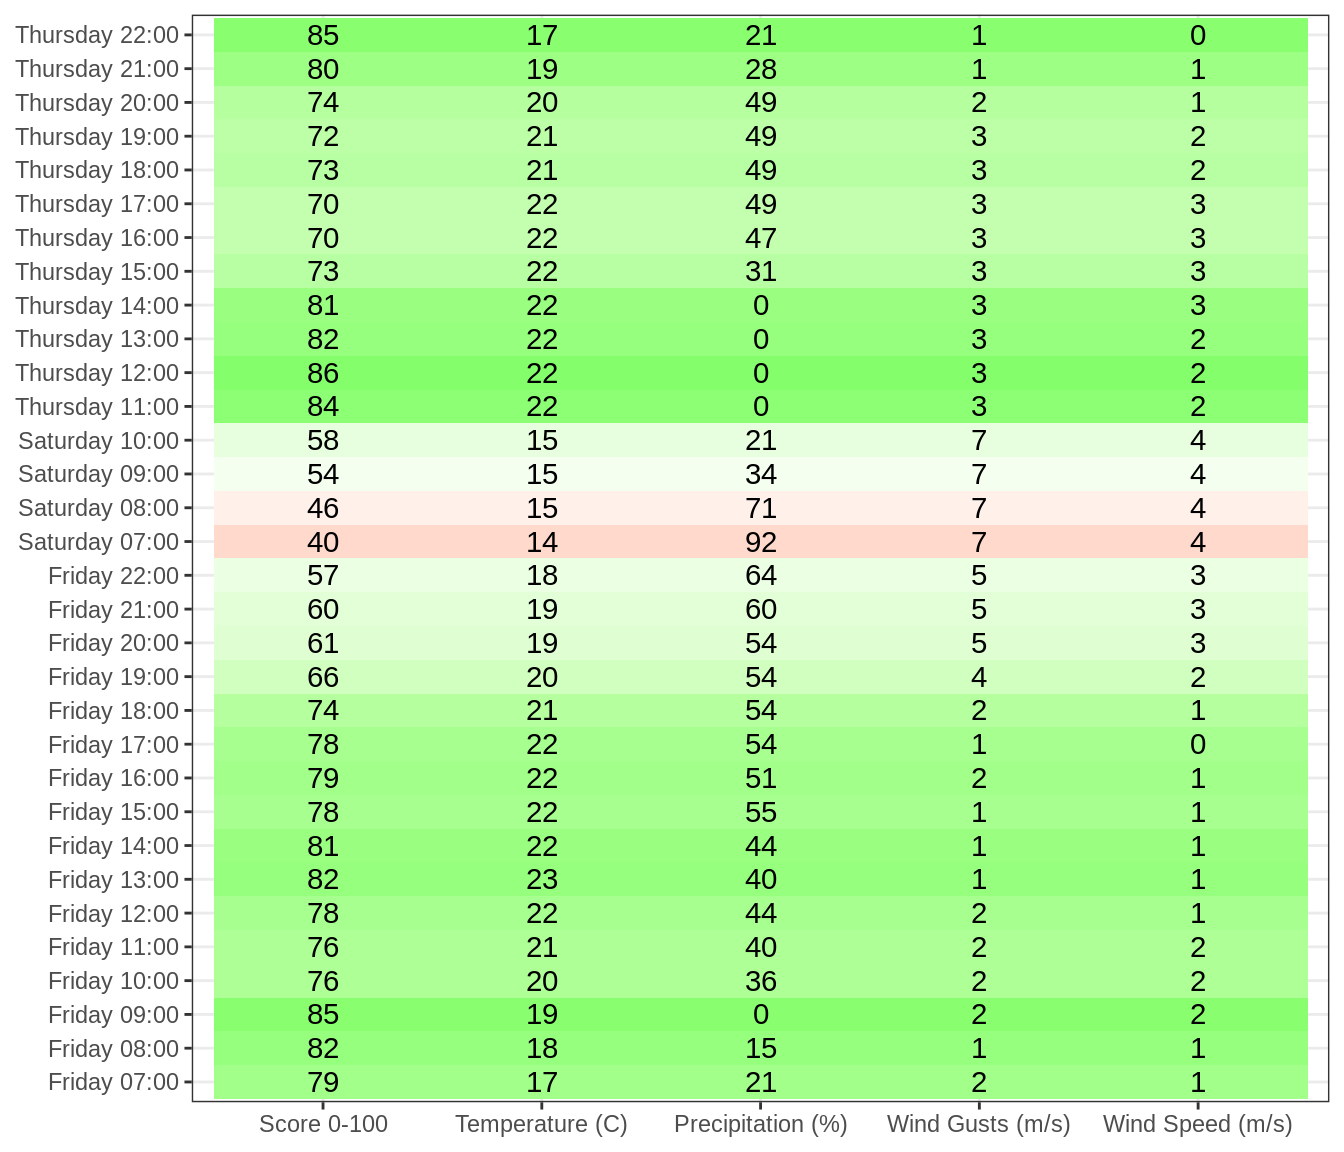 Thursday 22:00 85 17 21 1 0
Thursday 21:00 80 19 28 1 1
Thursday 20:00 74 20 49 2 1
Thursday 19:00 72 21 49 3 2
Thursday 18:00 73 21 49 3 2
Thursday 17:00 70 22 49 3 3
Thursday 16:00 70 22 47 3 3
Thursday 15:00 73 22 31 3 3
Thursday 14:00 81 22 0 3 3
Thursday 13:00 82 22 0 3 2
Thursday 12:00 86 22 0 3 2
Thursday 11:00 84 22 0 3 2
Saturday 10:00 58 15 21 7 4
Saturday 09:00 54 15 34 7 4
Saturday 08:00 46 15 71 7 4
Saturday 07:00 40 14 92 7 4
Friday 22:00 57 18 64 5 3
Friday 21:00 60 19 60 5 3
Friday 20:00 61 19 54 5 3
Friday 19:00 66 20 54 4 2
Friday 18:00 74 21 54 2 1
Friday 17:00 78 22 54 1 0
Friday 16:00 79 22 51 2 1
Friday 15:00 78 22 55 1 1
Friday 14:00 81 22 44 1 1
Friday 13:00 82 23 40 1 1
Friday 12:00 78 22 44 2 1
Friday 11:00 76 21 40 2 2
Friday 10:00 76 20 36 2 2
Friday 09:00 85 19 0 2 2
Friday 08:00 82 18 15 1 1
Friday 07:00 79 17 21 2 1
Score 0-100 Temperature (C) Precipitation (%) Wind Gusts (m/s) Wind Speed (m/s)